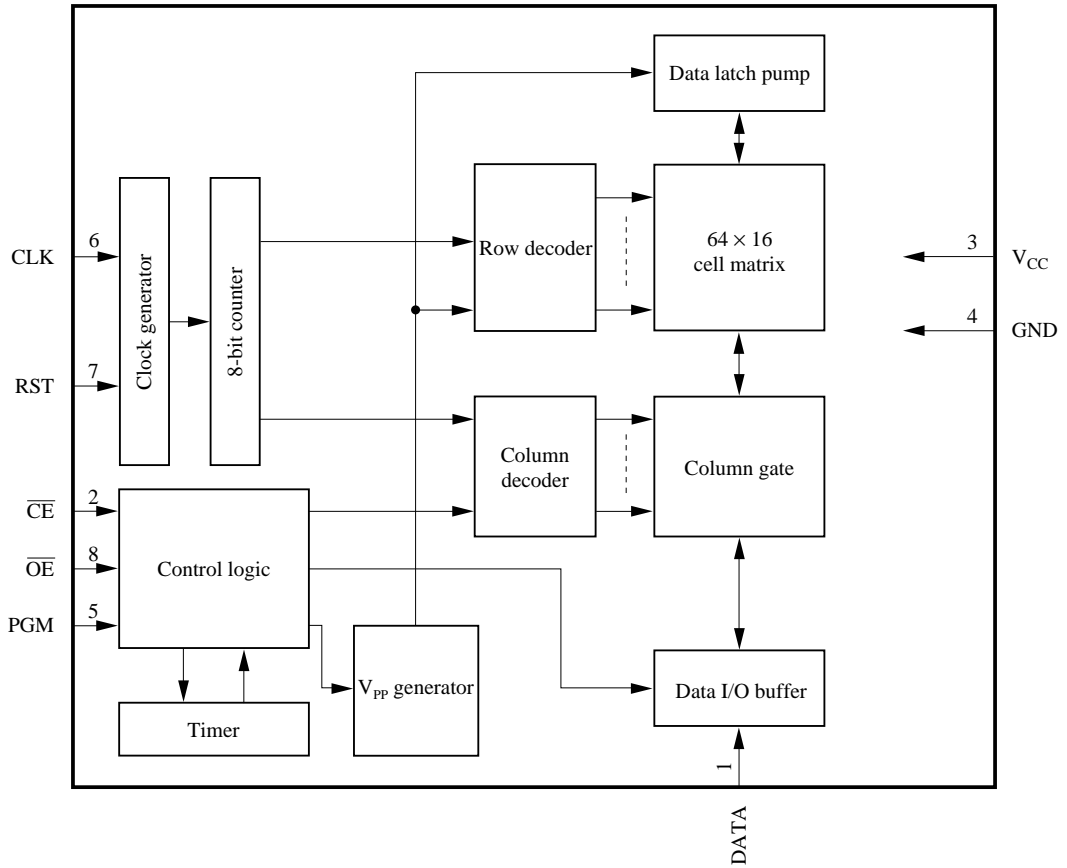 Data latch pump
CLK
6
RST
7
Clock generator
8-bit counter
Row decoder
64 × 16
cell matrix
3
V_CC
4
GND
Column
decoder
Column gate
CE
2
OE
8
PGM
5
Control logic
Timer
V_PP generator
Data I/O buffer
1
DATA